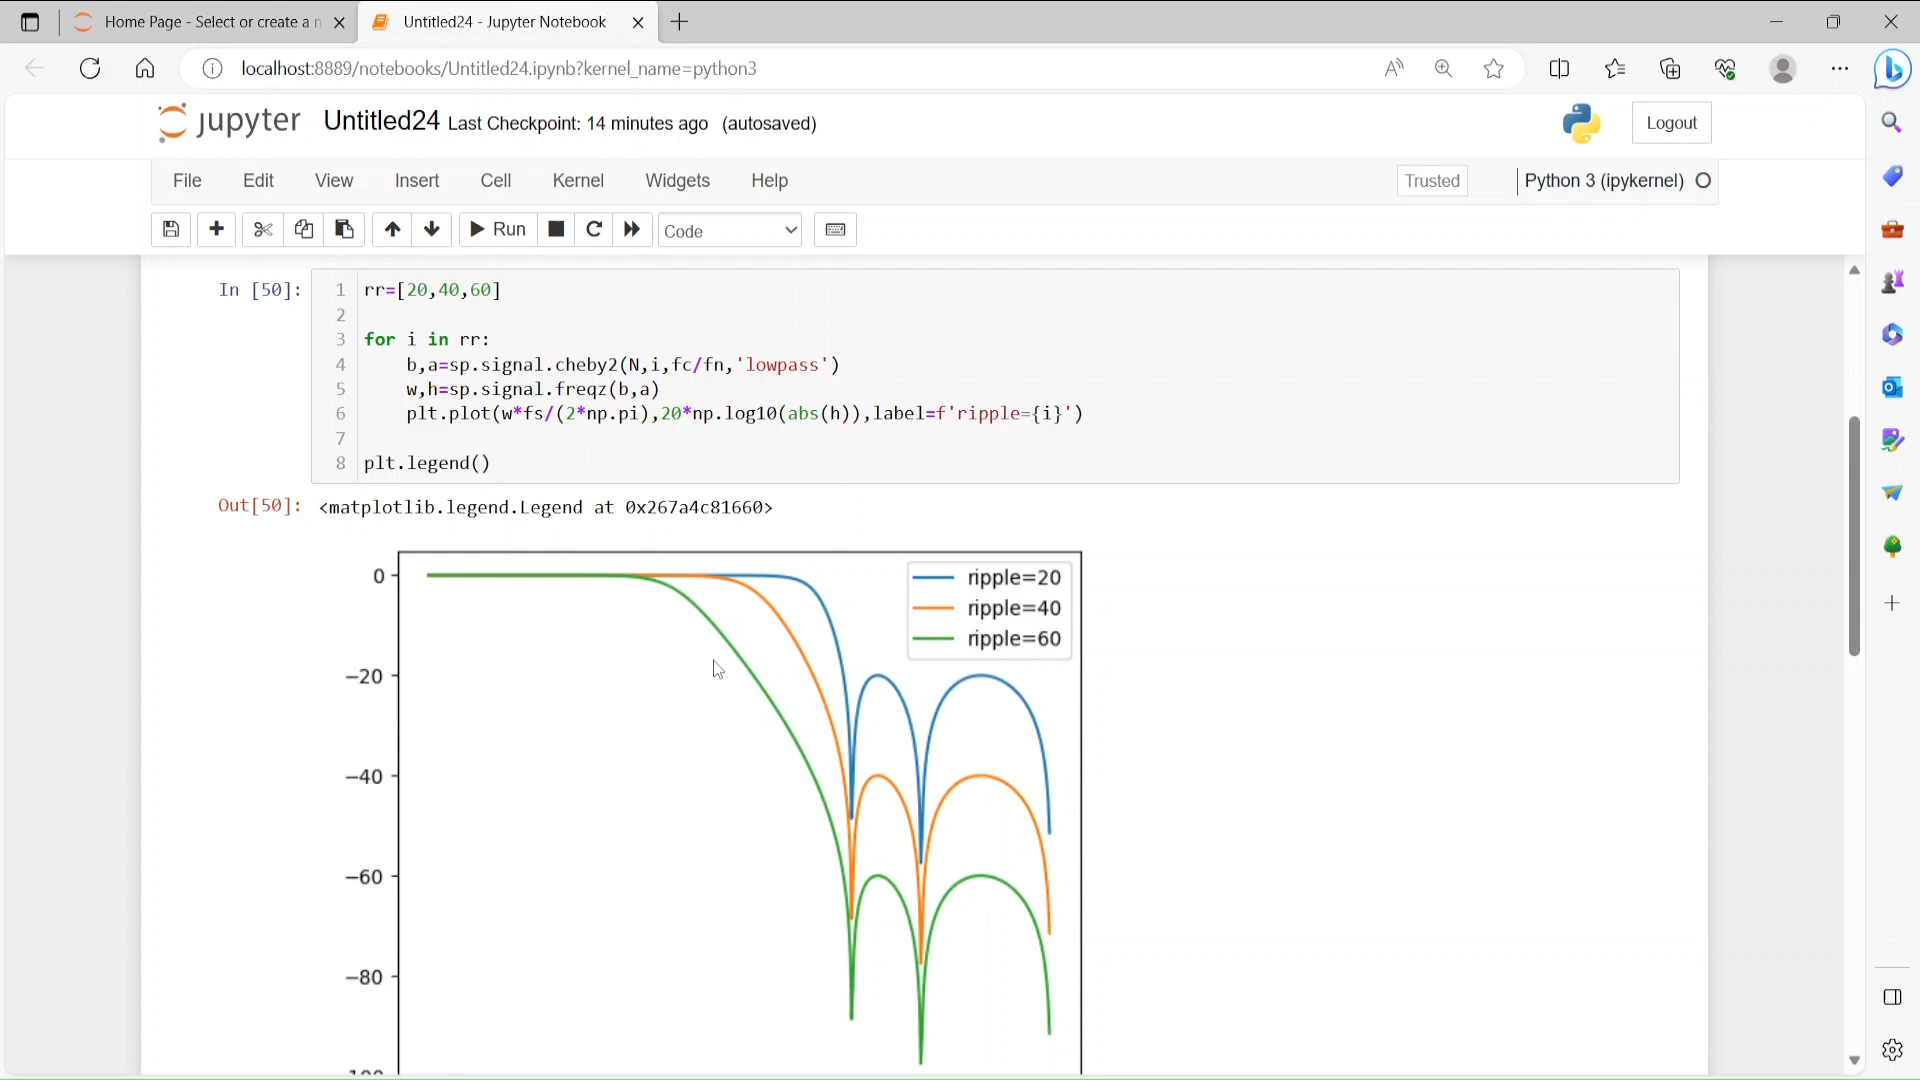 Home Page - Select or create a n
Untitled24 - Jupyter Notebook
localhost:8889/notebooks/Untitled24.ipynb?kernel_name=python3
jupyter Untitled24 Last Checkpoint: 14 minutes ago (autosaved)
Logout
File Edit View Insert Cell Kernel Widgets Help
Trusted
Python 3 (ipykernel)
Run
Code
In [50]:
1 rr=[20,40,60]
2
3 for i in rr:
4     b,a=sp.signal.cheby2(N,i,fc/fn,'lowpass')
5     w,h=sp.signal.freqz(b,a)
6     plt.plot(w*fs/(2*np.pi),20*np.log10(abs(h)),label=f'ripple={i}')
7
8 plt.legend()
Out[50]: <matplotlib.legend.Legend at 0x267a4c81660>
0
−20
−40
−60
−80
ripple=20
ripple=40
ripple=60